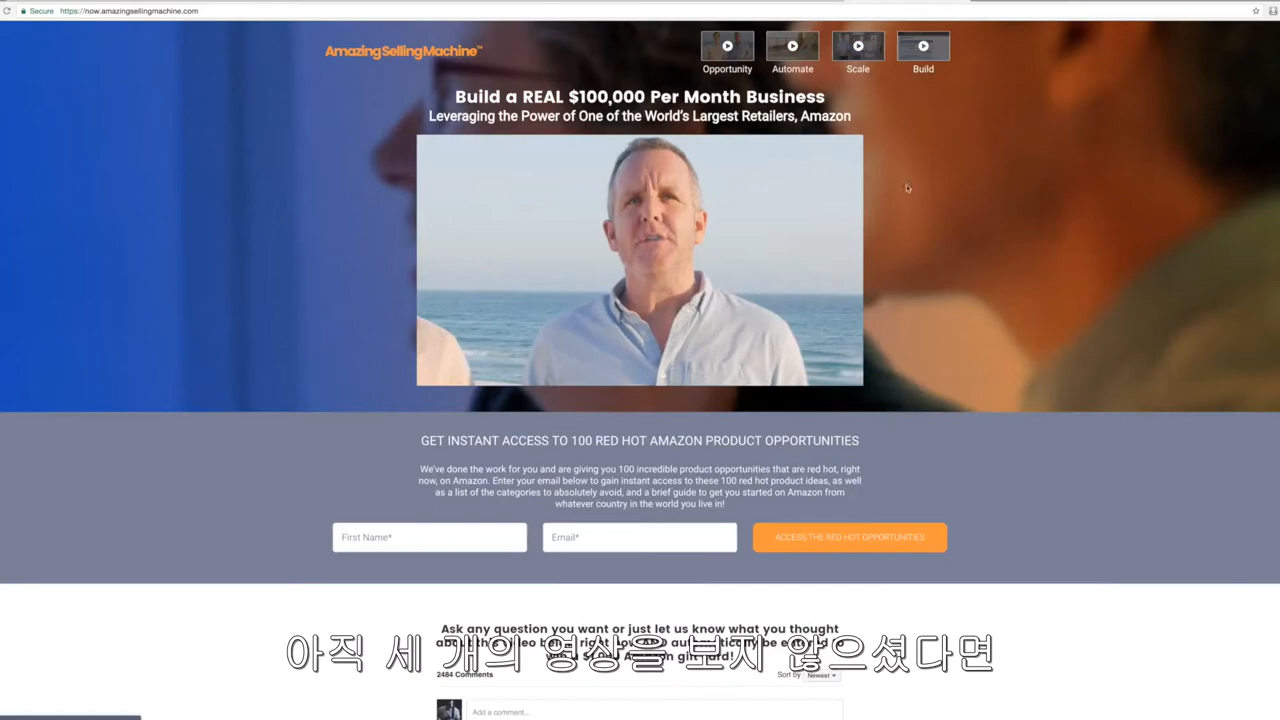 Secure https://now.amazingsellingmachine.com
AmazingSellingMachine™
Opportunity Automate Scale Build
Build a REAL $100,000 Per Month Business
Leveraging the Power of One of the World's Largest Retailers, Amazon
GET INSTANT ACCESS TO 100 RED HOT AMAZON PRODUCT OPPORTUNITIES
We've done the work for you and are giving you 100 incredible product opportunities that are red hot, right
now, on Amazon. Enter your email below to gain instant access to these 100 red hot product ideas, as well
as a list of the categories to absolutely avoid, and a brief guide to get you started on Amazon from
whatever country in the world you live in!
First Name* Email* ACCESS THE RED HOT OPPORTUNITIES
Ask any question you want or just let us know what you thought
아직 세 개의 영상을 보지 않으셨다면
2484 Comments Sort by Newest
Add a comment...